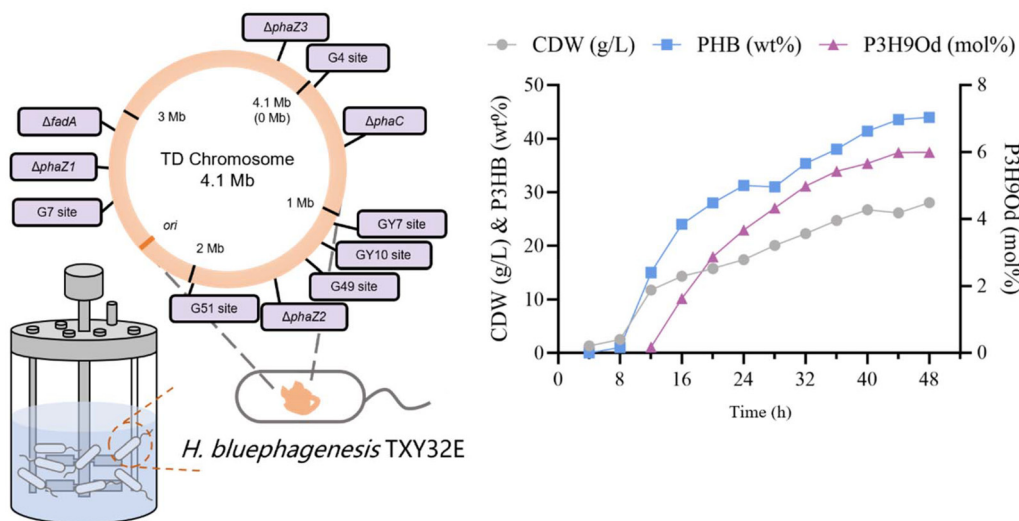 ΔphaZ3
G4 site
4.1 Mb
(0 Mb)
3 Mb
ΔfadA
ΔphaC
TD Chromosome
4.1 Mb
ΔphaZ1
1 Mb
G7 site
GY7 site
ori
2 Mb
GY10 site
G49 site
G51 site
ΔphaZ2
H. bluephagenesis TXY32E
CDW (g/L)
PHB (wt%)
P3H9Od (mol%)
CDW (g/L) & P3HB (wt%)
50
40
30
20
10
0
8
6
4
2
0
P3H9Od (mol%)
0 8 16 24 32 40 48
Time (h)